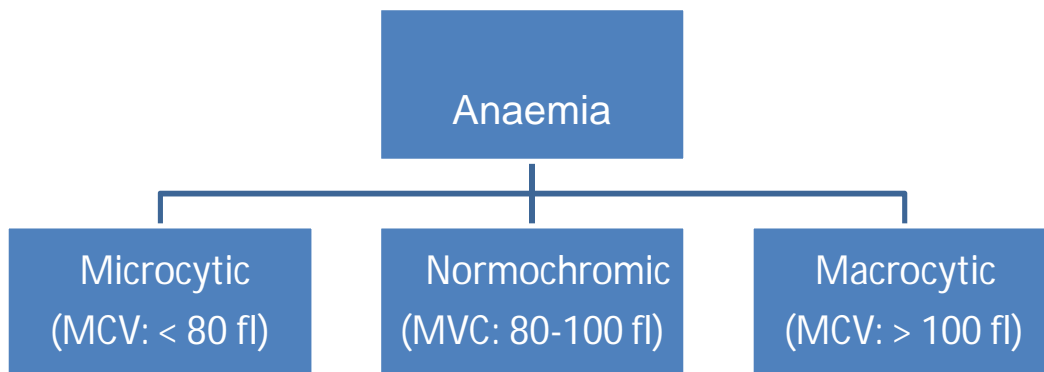 Anaemia
Microcytic
(MCV: < 80 fl)
Normochromic
(MVC: 80-100 fl)
Macrocytic
(MCV: > 100 fl)